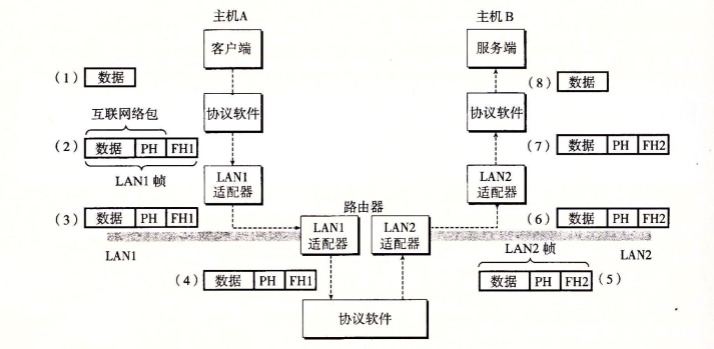 主机A
主机B
客户端
服务端
(1) 数据
(8) 数据
互联网络包
协议软件
协议软件
(2) 数据 PH FH1
(7) 数据 PH FH2
LAN1 帧
LAN1
适配器
LAN2
适配器
路由器
(3) 数据 PH FH1
(6) 数据 PH FH2
LAN1
适配器
LAN2
适配器
LAN1
LAN2 帧
LAN2
(4) 数据 PH FH1
数据 PH FH2 (5)
协议软件